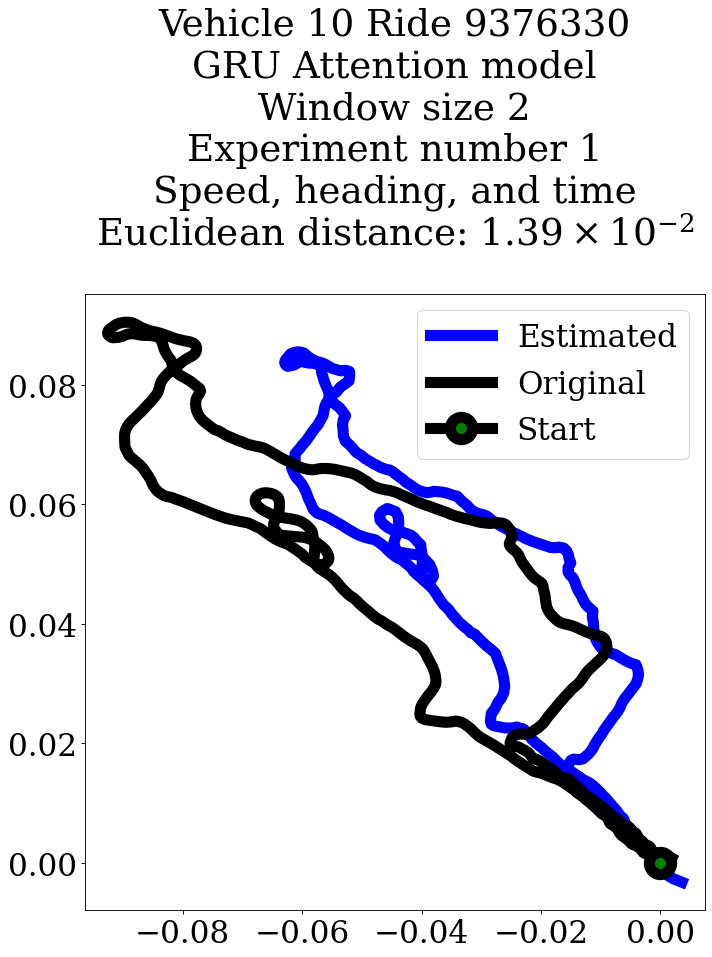 Vehicle 10 Ride 9376330
GRU Attention model
Window size 2
Experiment number 1
Speed, heading, and time
Euclidean distance: 1.39 × 10⁻²
Estimated
Original
Start
0.08
0.06
0.04
0.02
0.00
−0.08 −0.06 −0.04 −0.02 0.00